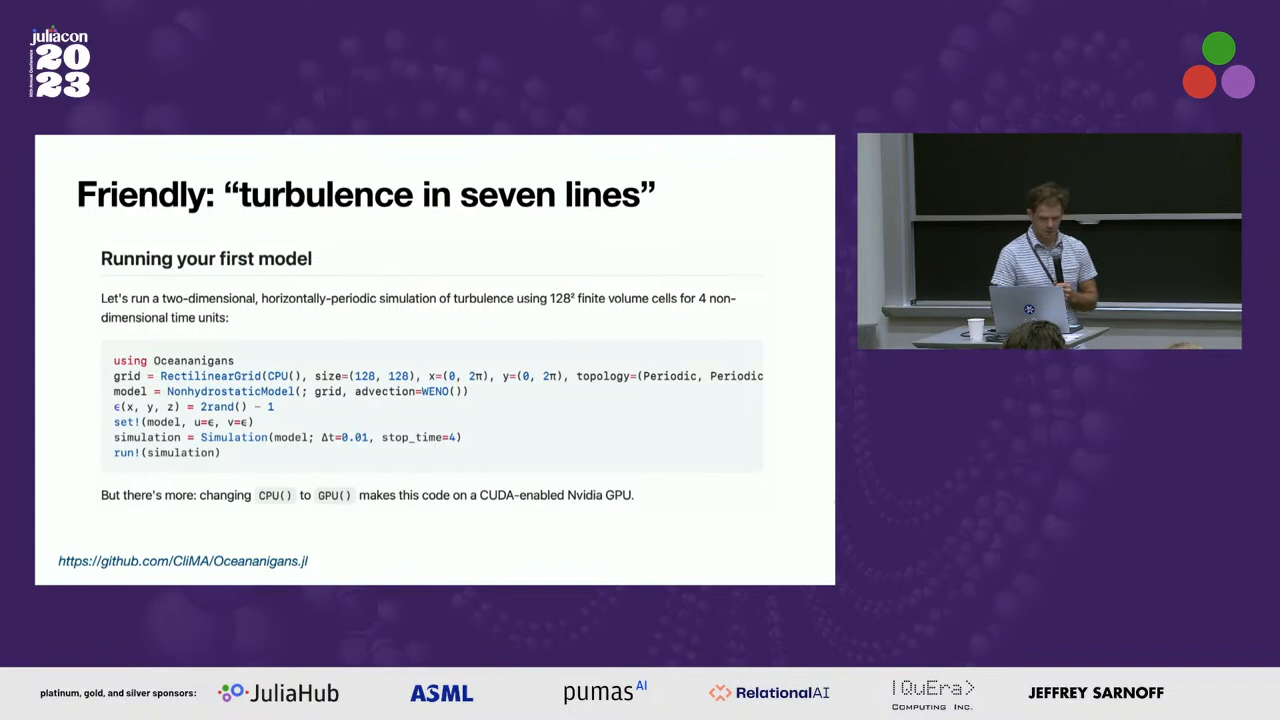 juliacon
20
23
Friendly: “turbulence in seven lines”
Running your first model
Let's run a two-dimensional, horizontally-periodic simulation of turbulence using 128² finite volume cells for 4 non-
dimensional time units:
using Oceananigans
grid = RectilinearGrid(CPU(), size=(128, 128), x=(0, 2π), y=(0, 2π), topology=(Periodic, Periodic
model = NonhydrostaticModel(; grid, advection=WENO())
ϵ(x, y, z) = 2rand() - 1
set!(model, u=ϵ, v=ϵ)
simulation = Simulation(model; Δt=0.01, stop_time=4)
run!(simulation)
But there's more: changing CPU() to GPU() makes this code on a CUDA-enabled Nvidia GPU.
https://github.com/CliMA/Oceananigans.jl
platinum, gold, and silver sponsors:
JuliaHub
ASML
pumasAI
RelationalAI
|QuEra>
COMPUTING INC.
JEFFREY SARNOFF